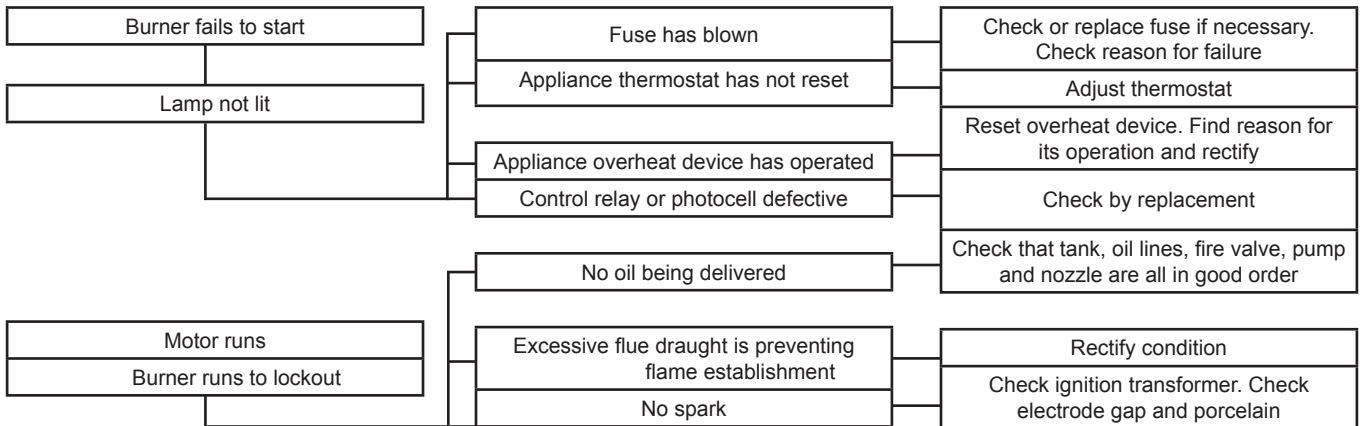 Burner fails to start
Lamp not lit
Fuse has blown
Appliance thermostat has not reset
Appliance overheat device has operated
Control relay or photocell defective
Check or replace fuse if necessary.
Check reason for failure
Adjust thermostat
Reset overheat device. Find reason for
its operation and rectify
Check by replacement
Motor runs
Burner runs to lockout
No oil being delivered
Excessive flue draught is preventing
flame establishment
No spark
Check that tank, oil lines, fire valve, pump
and nozzle are all in good order
Rectify condition
Check ignition transformer. Check
electrode gap and porcelain